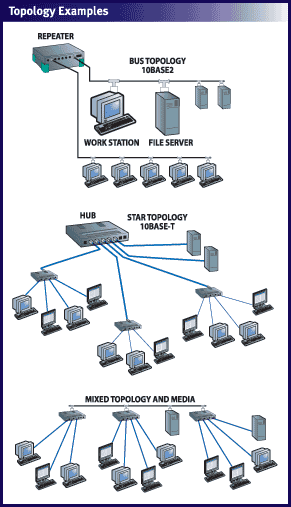 Topology Examples
REPEATER
BUS TOPOLOGY
10BASE2
WORK STATION
FILE SERVER
HUB
STAR TOPOLOGY
10BASE-T
MIXED TOPOLOGY AND MEDIA